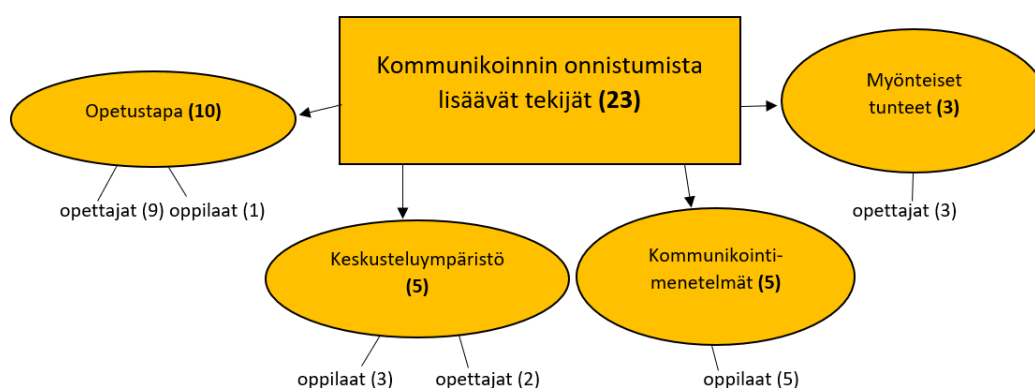 Kommunikoinnin onnistumista
lisäävät tekijät (23)
Opetustapa (10)
opettajat (9) oppilaat (1)
Keskusteluympäristö
(5)
oppilaat (3) opettajat (2)
Kommunikointi-
menetelmät (5)
oppilaat (5)
Myönteiset
tunteet (3)
opettajat (3)